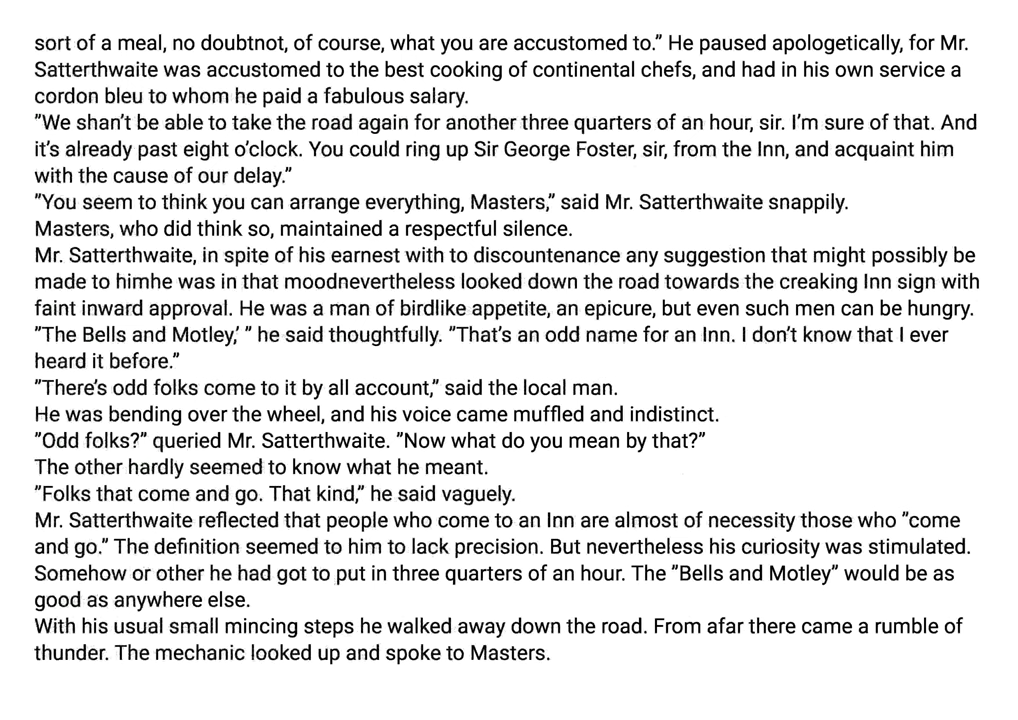 sort of a meal, no doubtnot, of course, what you are accustomed to.” He paused apologetically, for Mr.
Satterthwaite was accustomed to the best cooking of continental chefs, and had in his own service a
cordon bleu to whom he paid a fabulous salary.
”We shan’t be able to take the road again for another three quarters of an hour, sir. I’m sure of that. And
it’s already past eight o’clock. You could ring up Sir George Foster, sir, from the Inn, and acquaint him
with the cause of our delay.”
”You seem to think you can arrange everything, Masters,” said Mr. Satterthwaite snappily.
Masters, who did think so, maintained a respectful silence.
Mr. Satterthwaite, in spite of his earnest with to discountenance any suggestion that might possibly be
made to himhe was in that moodnevertheless looked down the road towards the creaking Inn sign with
faint inward approval. He was a man of birdlike appetite, an epicure, but even such men can be hungry.
”The Bells and Motley,’ ” he said thoughtfully. ”That’s an odd name for an Inn. I don’t know that I ever
heard it before.”
”There’s odd folks come to it by all account,” said the local man.
He was bending over the wheel, and his voice came muffled and indistinct.
”Odd folks?” queried Mr. Satterthwaite. ”Now what do you mean by that?”
The other hardly seemed to know what he meant.
”Folks that come and go. That kind,” he said vaguely.
Mr. Satterthwaite reflected that people who come to an Inn are almost of necessity those who ”come
and go.” The definition seemed to him to lack precision. But nevertheless his curiosity was stimulated.
Somehow or other he had got to put in three quarters of an hour. The ”Bells and Motley” would be as
good as anywhere else.
With his usual small mincing steps he walked away down the road. From afar there came a rumble of
thunder. The mechanic looked up and spoke to Masters.